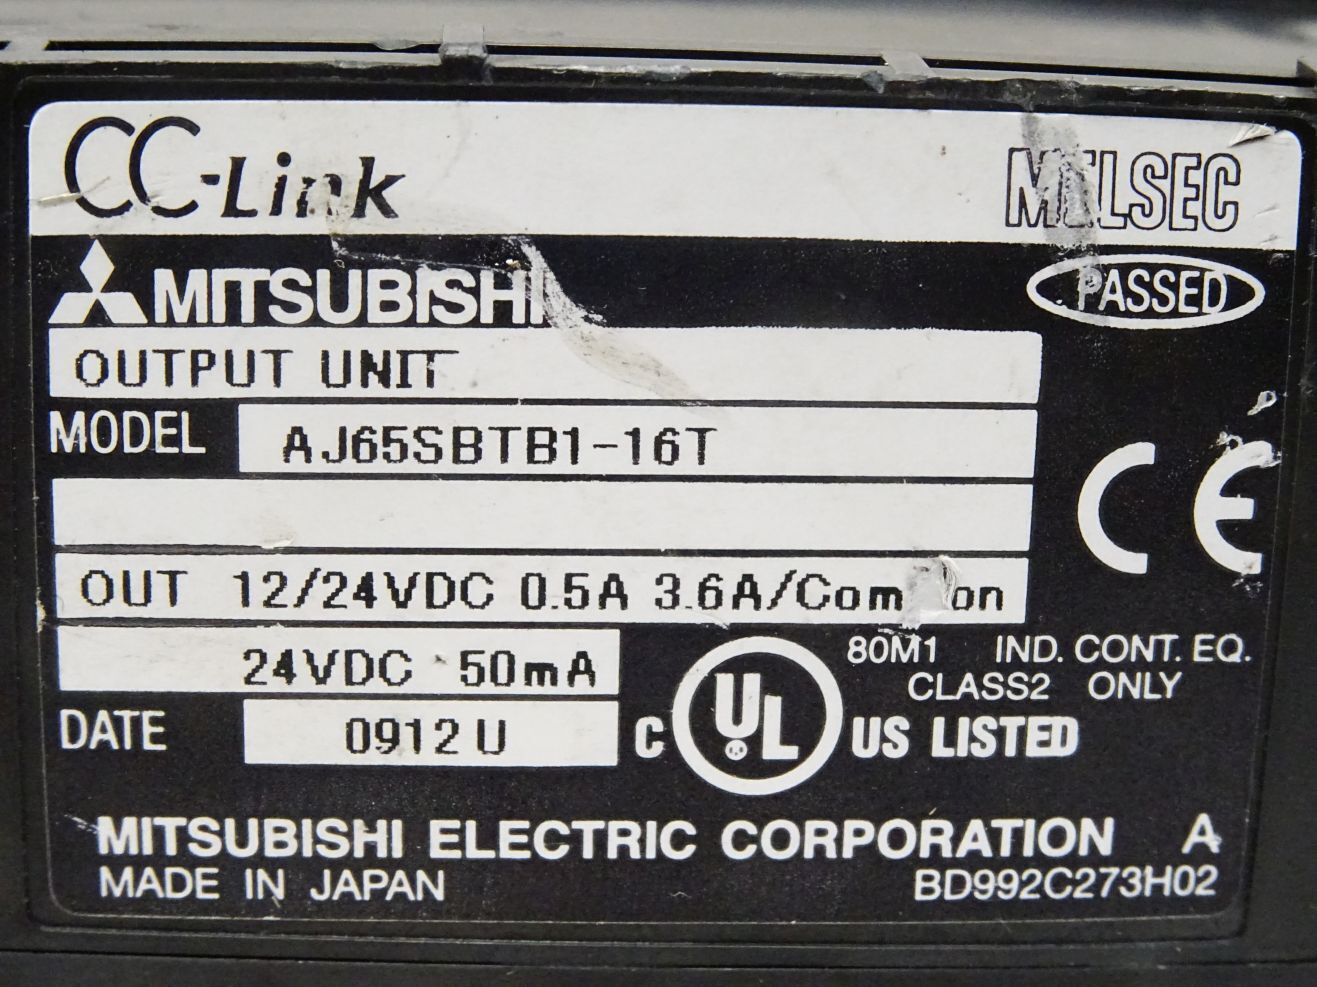 CC-Link MELSEC
MITSUBISHI PASSED
OUTPUT UNIT
MODEL AJ65SBTB1-16T
CE
OUT 12/24VDC 0.5A 3.6A/Com on
24VDC 50mA
80M1 IND. CONT. EQ.
CLASS2 ONLY
DATE 0912 U
C UL US LISTED
MITSUBISHI ELECTRIC CORPORATION A
MADE IN JAPAN BD992C273H02